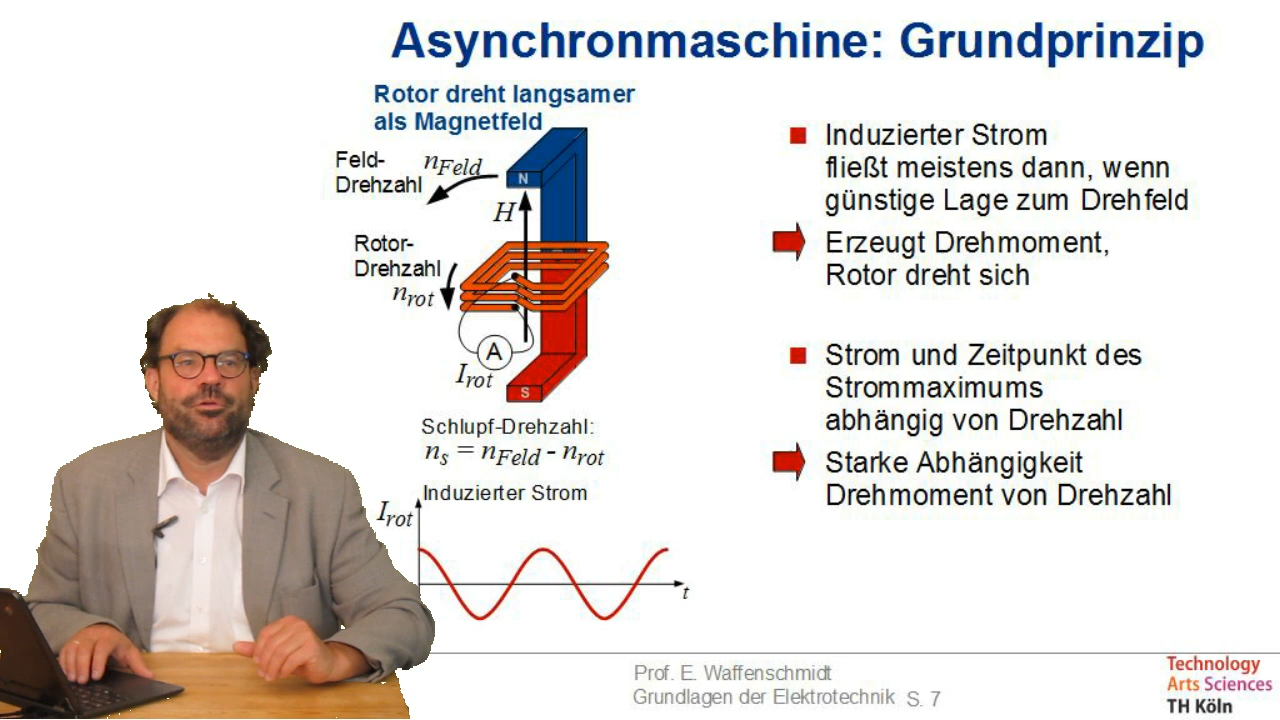 Asynchronmaschine: Grundprinzip
Rotor dreht langsamer
als Magnetfeld
Feld-
Drehzahl
nFeld
N
H
Rotor-
Drehzahl
nrot
A
Irot
S
Schlupf-Drehzahl:
ns = nFeld - nrot
Induzierter Strom
Irot
t
Induzierter Strom
fließt meistens dann, wenn
günstige Lage zum Drehfeld
Erzeugt Drehmoment,
Rotor dreht sich
Strom und Zeitpunkt des
Strommaximums
abhängig von Drehzahl
Starke Abhängigkeit
Drehmoment von Drehzahl
Prof. E. Waffenschmidt
Grundlagen der Elektrotechnik S. 7
Technology
Arts Sciences
TH Köln